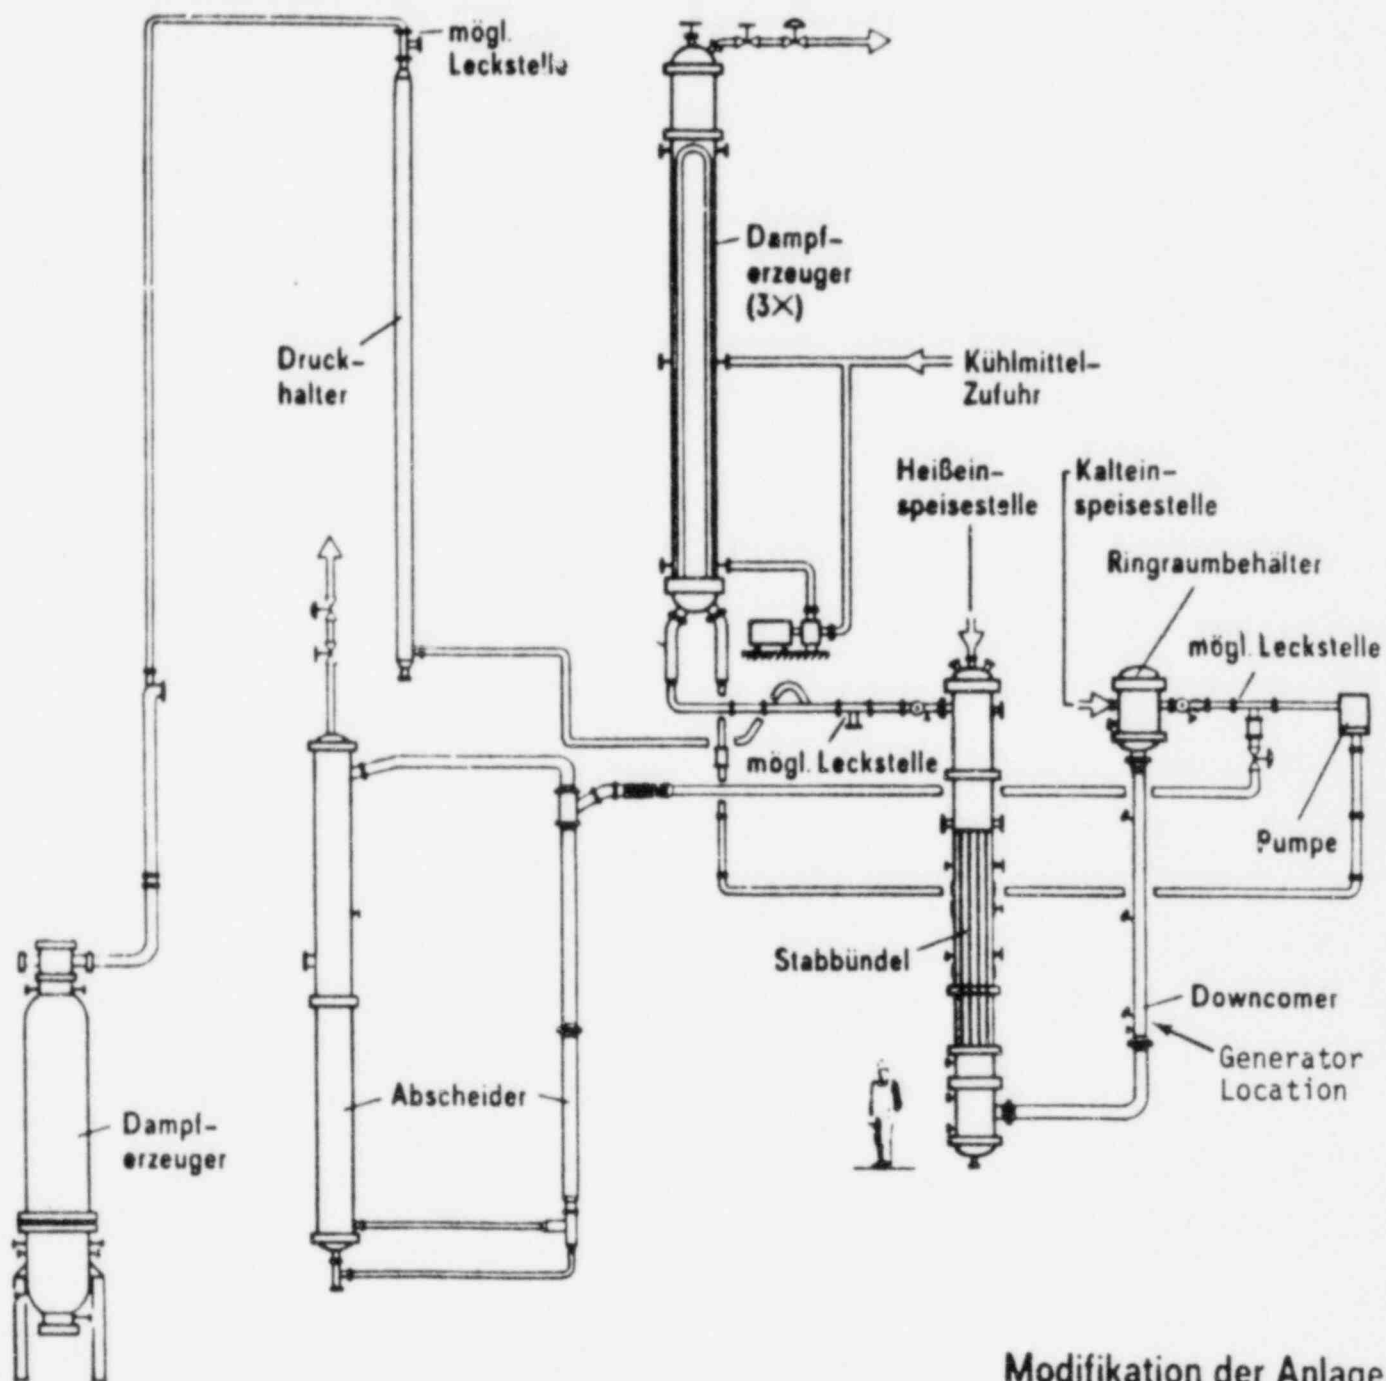 mögl.
Leckstelle
Dampf-
erzeuger
(3×)
Druck-
halter
Kühlmittel-
Zufuhr
Heißein-
speisestelle
Kaltein-
speisestelle
Ringraumbehälter
mögl. Leckstelle
mögl. Leckstelle
Pumpe
Stabbündel
Downcomer
Generator
Location
Abscheider
Dampf-
erzeuger
Modifikation der Anlage